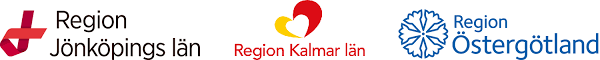 Region
Jönköpings län
Region Kalmar län
Region
Östergötland